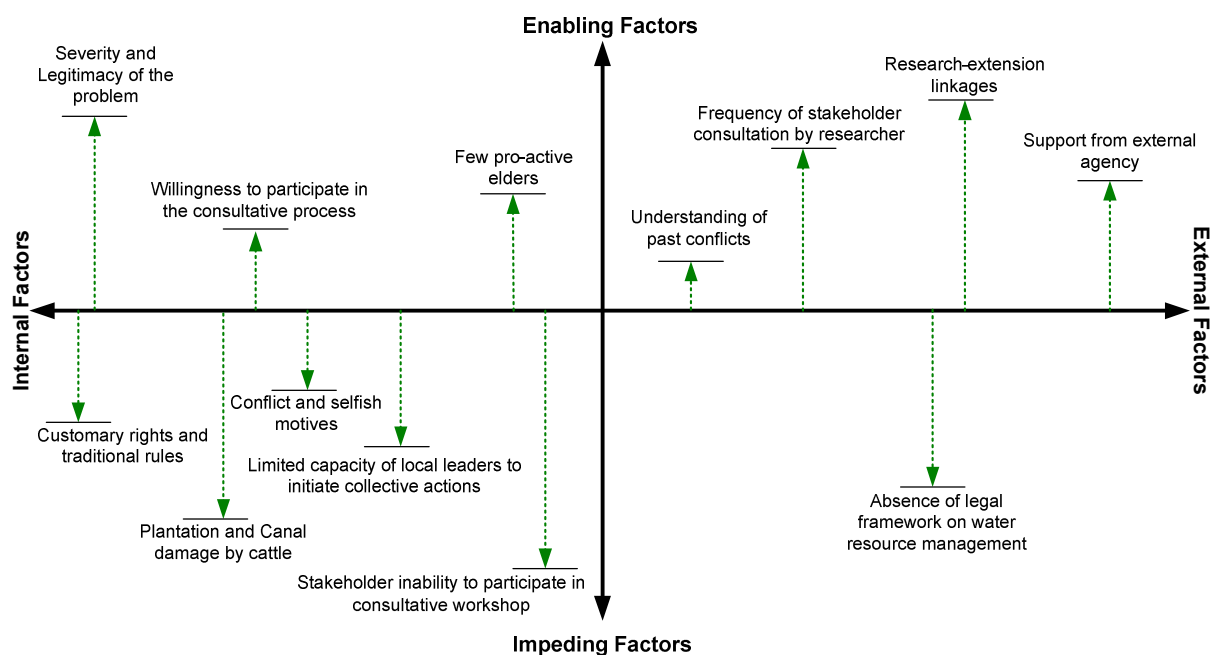 Enabling Factors
Severity and
Legitimacy of the
problem
Willingness to participate in
the consultative process
Few pro-active
elders
Understanding of
past conflicts
Frequency of stakeholder
consultation by researcher
Research-extension
linkages
Support from external
agency
Internal Factors
External Factors
Customary rights and
traditional rules
Plantation and Canal
damage by cattle
Conflict and selfish
motives
Limited capacity of local leaders to
initiate collective actions
Stakeholder inability to participate in
consultative workshop
Absence of legal
framework on water
resource management
Impeding Factors